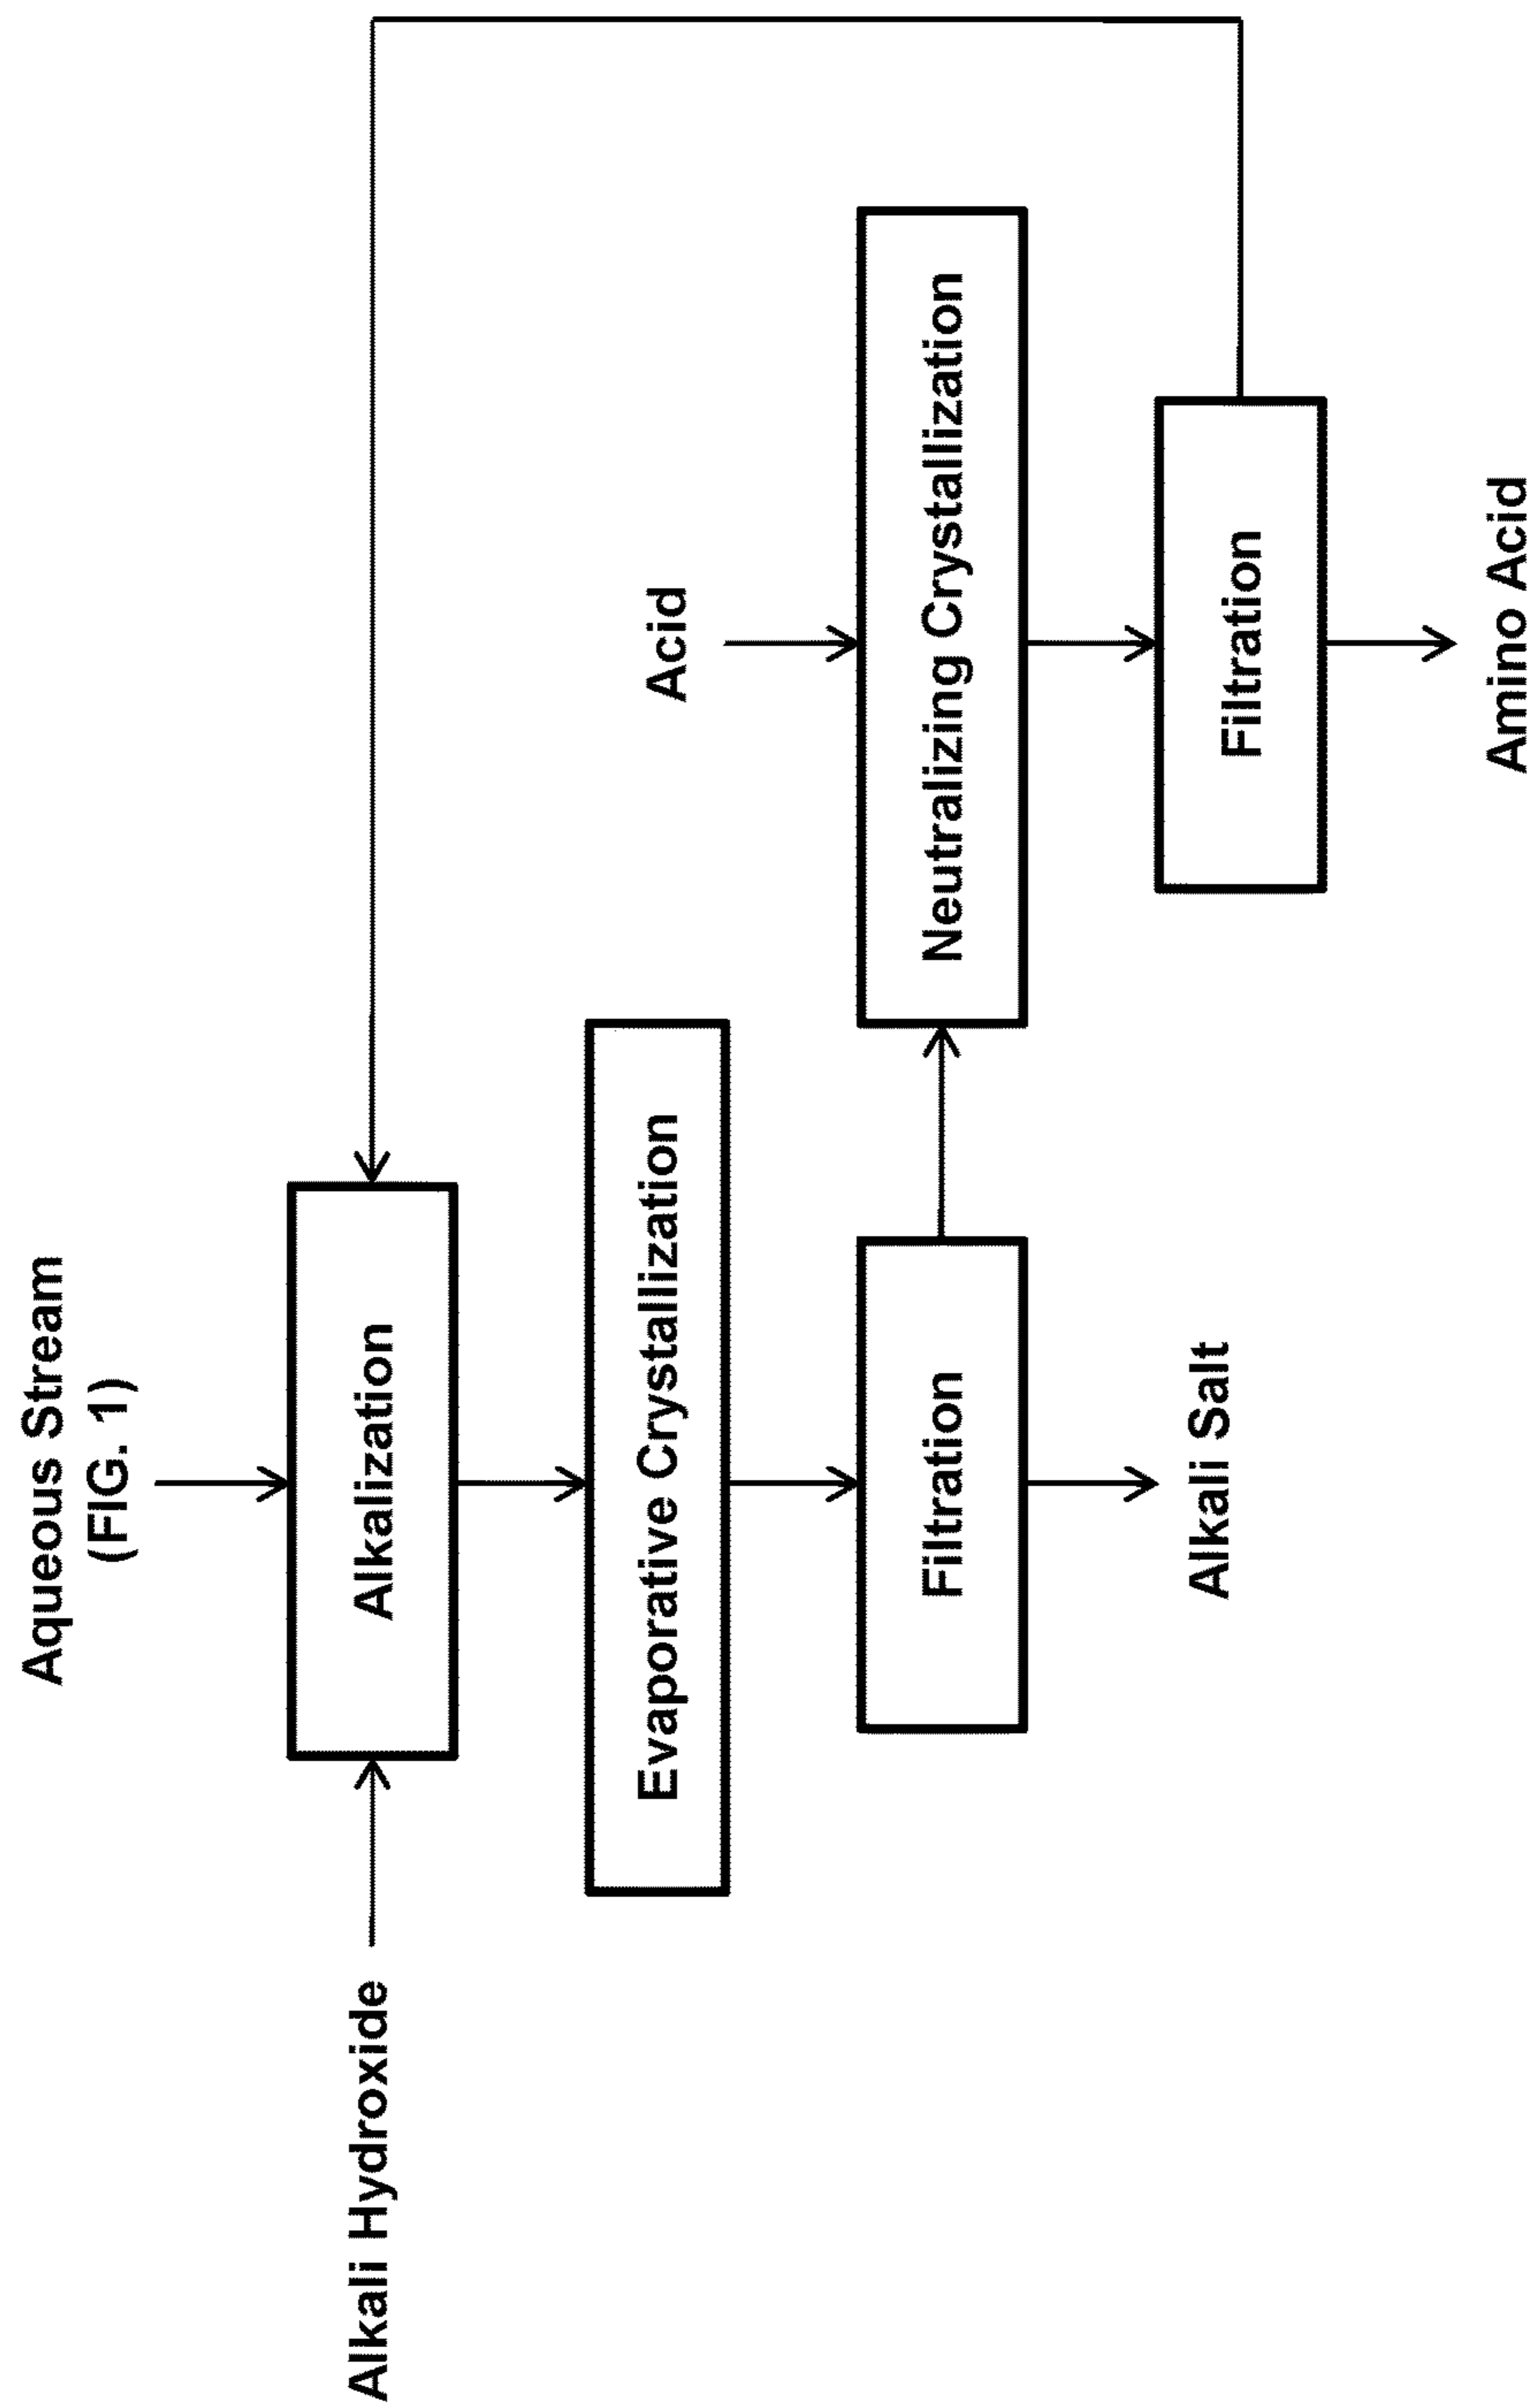 Aqueous Stream
(FIG. 1)
Alkali Hydroxide
Alkalization
Evaporative Crystallization
Acid
Filtration
Neutralizing Crystallization
Alkali Salt
Filtration
Amino Acid